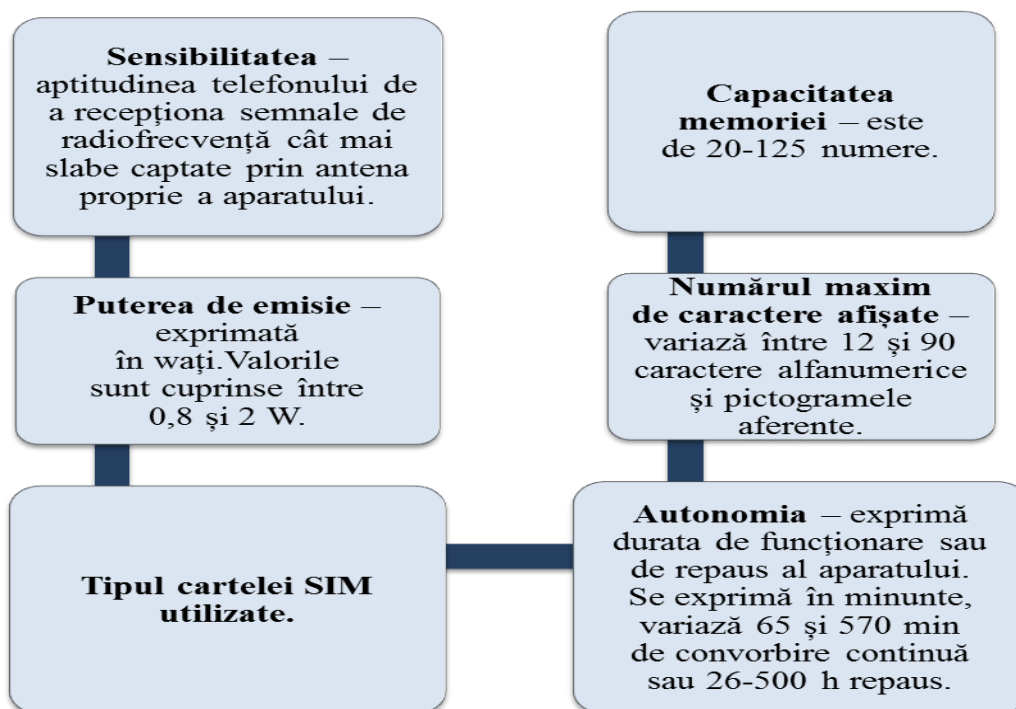 Sensibilitatea –
aptitudinea telefonului de
a recepționa semnale de
radiofrecvență cât mai
slabe captate prin antena
proprie a aparatului.
Puterea de emisie –
exprimată
în wați.Valorile
sunt cuprinse între
0,8 și 2 W.
Tipul cartelei SIM
utilizate.
Autonomia – exprimă
durata de funcționare sau
de repaus al aparatului.
Se exprimă în minunte,
variază 65 și 570 min
de convorbire continuă
sau 26-500 h repaus.
Numărul maxim
de caractere afișate –
variază între 12 și 90
caractere alfanumerice
și pictogramele
aferente.
Capacitatea
memoriei – este
de 20-125 numere.